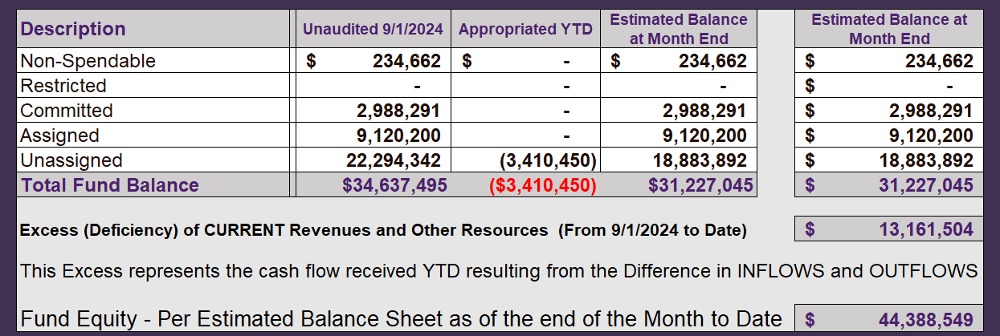 Description Unaudited 9/1/2024 Appropriated YTD Estimated Balance at Month End Estimated Balance at Month End
Non-Spendable $ 234,662 $ - $ 234,662 $ 234,662
Restricted - - - $ -
Committed 2,988,291 - 2,988,291 $ 2,988,291
Assigned 9,120,200 - 9,120,200 $ 9,120,200
Unassigned 22,294,342 (3,410,450) 18,883,892 $ 18,883,892
Total Fund Balance $34,637,495 ($3,410,450) $31,227,045 $ 31,227,045
Excess (Deficiency) of CURRENT Revenues and Other Resources (From 9/1/2024 to Date) $ 13,161,504
This Excess represents the cash flow received YTD resulting from the Difference in INFLOWS and OUTFLOWS
Fund Equity - Per Estimated Balance Sheet as of the end of the Month to Date $ 44,388,549